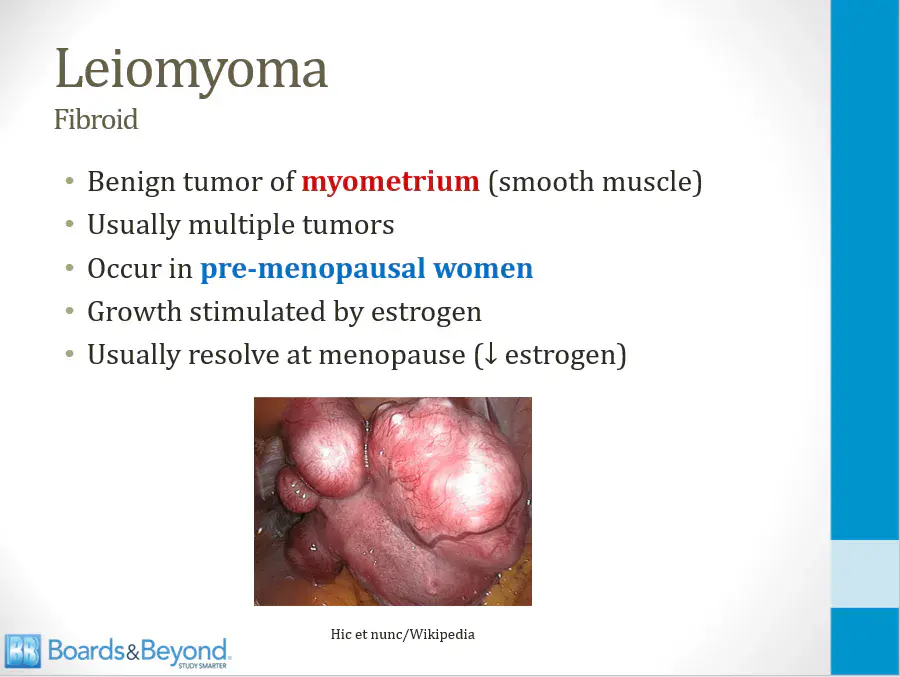 Leiomyoma
Fibroid
• Benign tumor of myometrium (smooth muscle)
• Usually multiple tumors
• Occur in pre-menopausal women
• Growth stimulated by estrogen
• Usually resolve at menopause (↓ estrogen)
Hic et nunc/Wikipedia
BB Boards&Beyond.
STUDY SMARTER